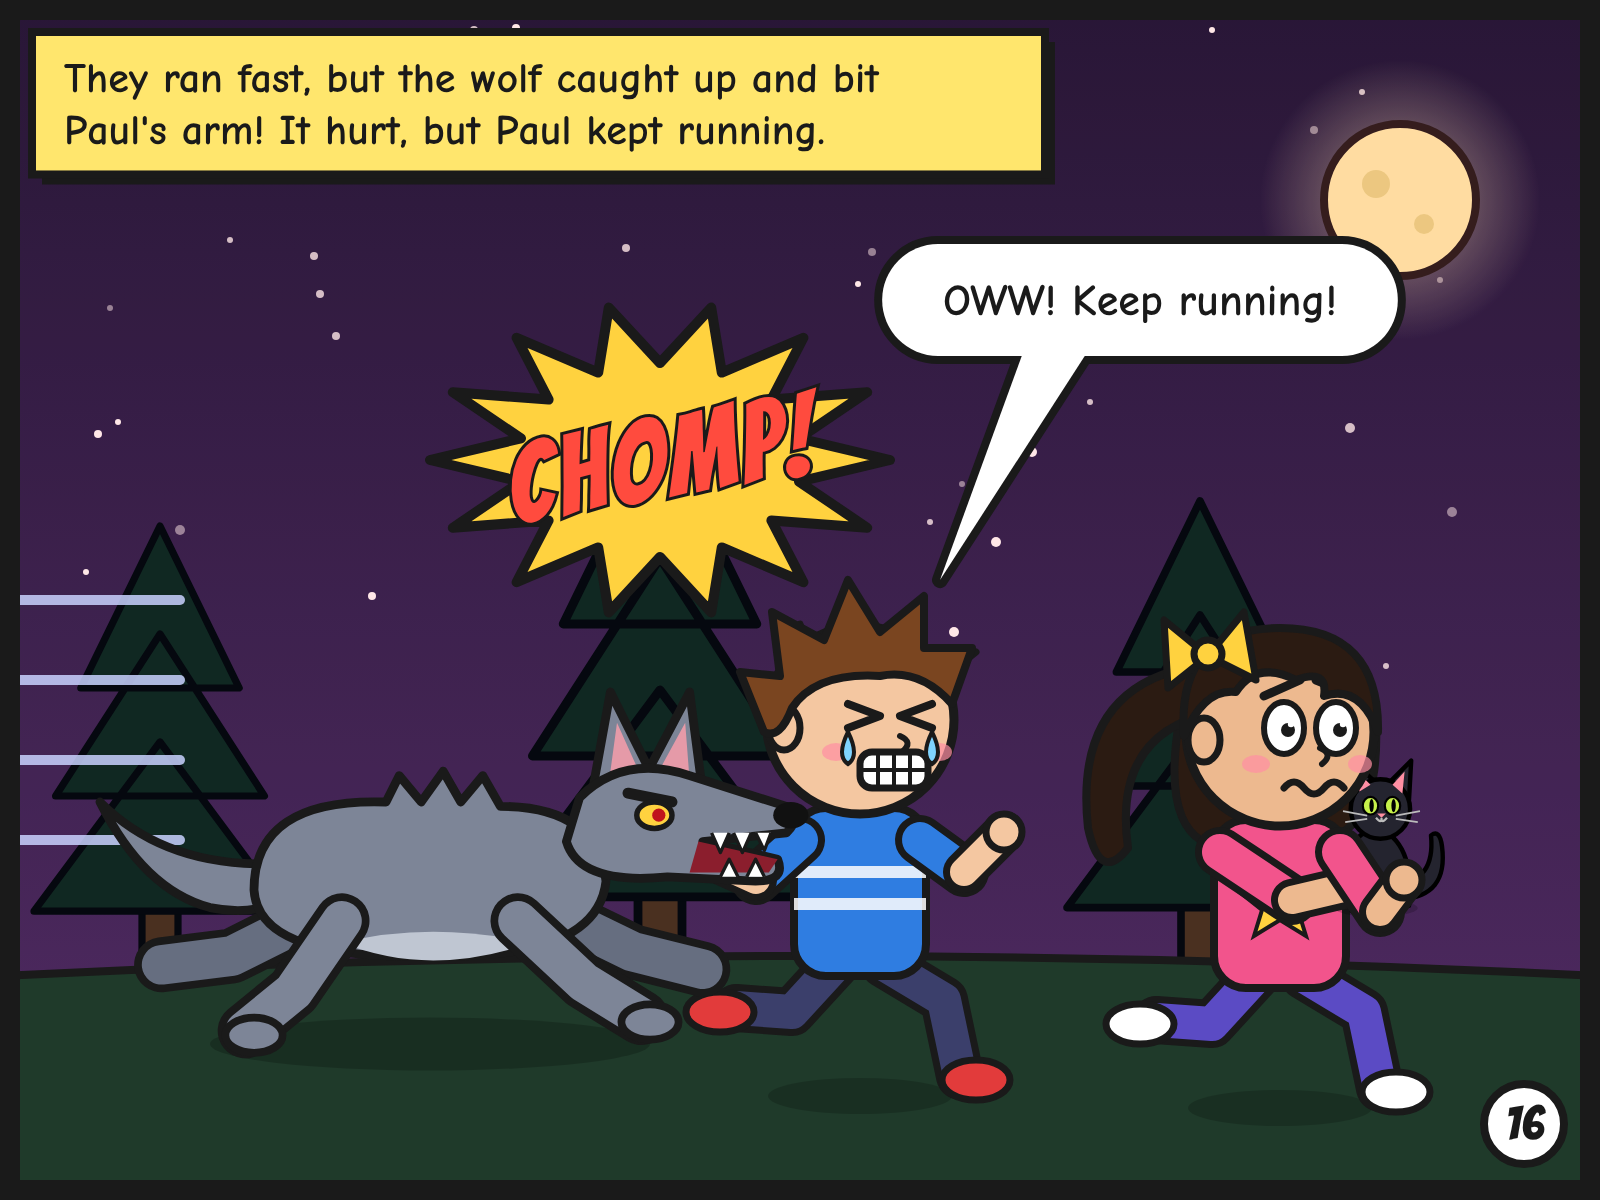 They ran fast, but the wolf caught up and bit
Paul's arm! It hurt, but Paul kept running.
OWW! Keep running!
CHOMP!
16